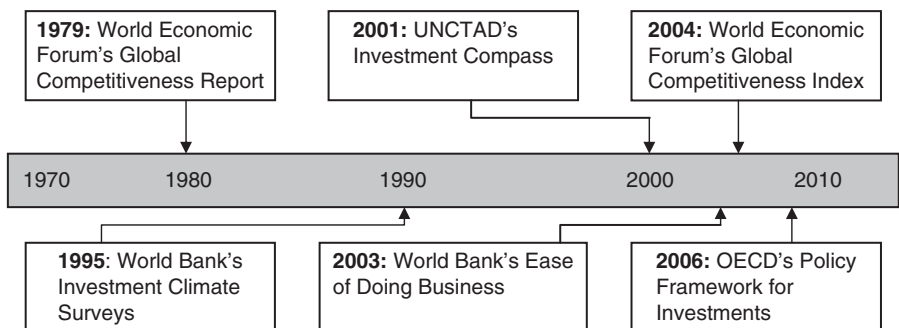 1979: World Economic
Forum's Global
Competitiveness Report
2001: UNCTAD's
Investment Compass
2004: World Economic
Forum's Global
Competitiveness Index
1970 1980 1990 2000 2010
1995: World Bank's
Investment Climate
Surveys
2003: World Bank's Ease
of Doing Business
2006: OECD's Policy
Framework for
Investments